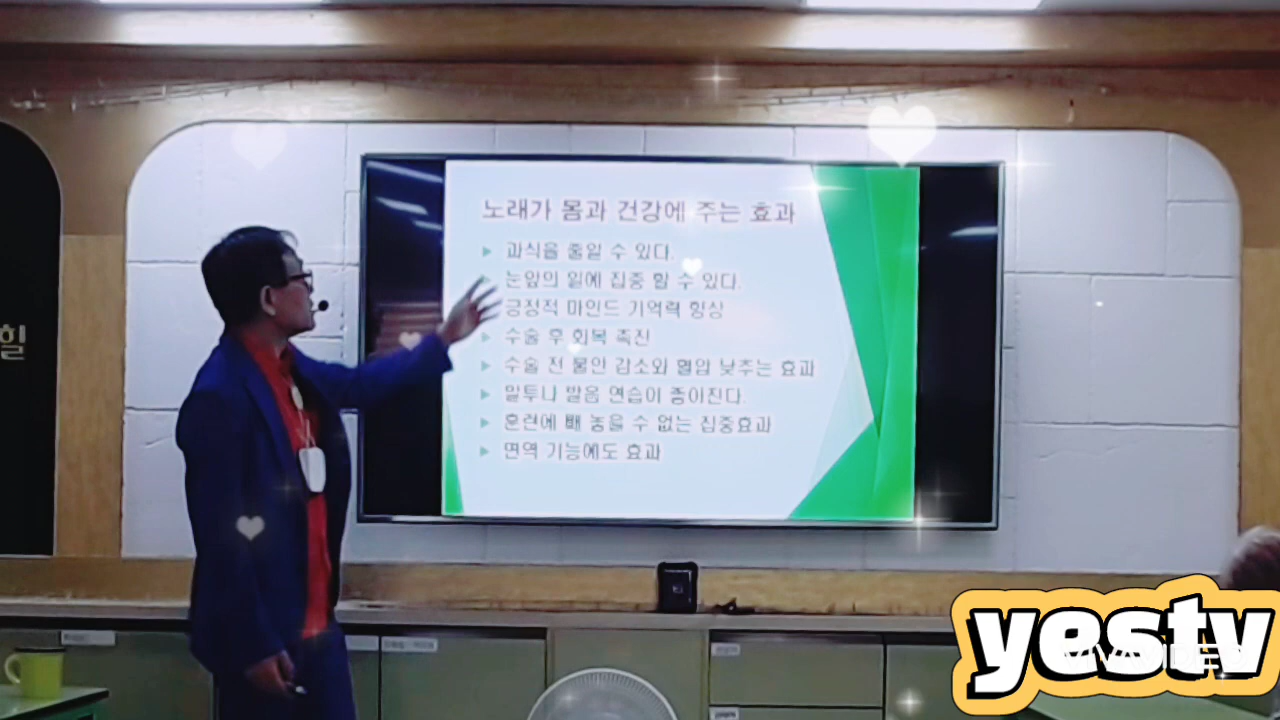 노래가 몸과 건강에 주는 효과
과식을 줄일 수 있다.
눈앞의 일에 집중 할 수 있다.
긍정적 마인드 기억력 향상
수술 후 회복 촉진
수술 전 불안 감소와 혈압 낮추는 효과
말투나 발음 연습이 좋아진다.
훈련에 빼 놓을 수 없는 집중효과
면역 기능에도 효과
힐
yestv